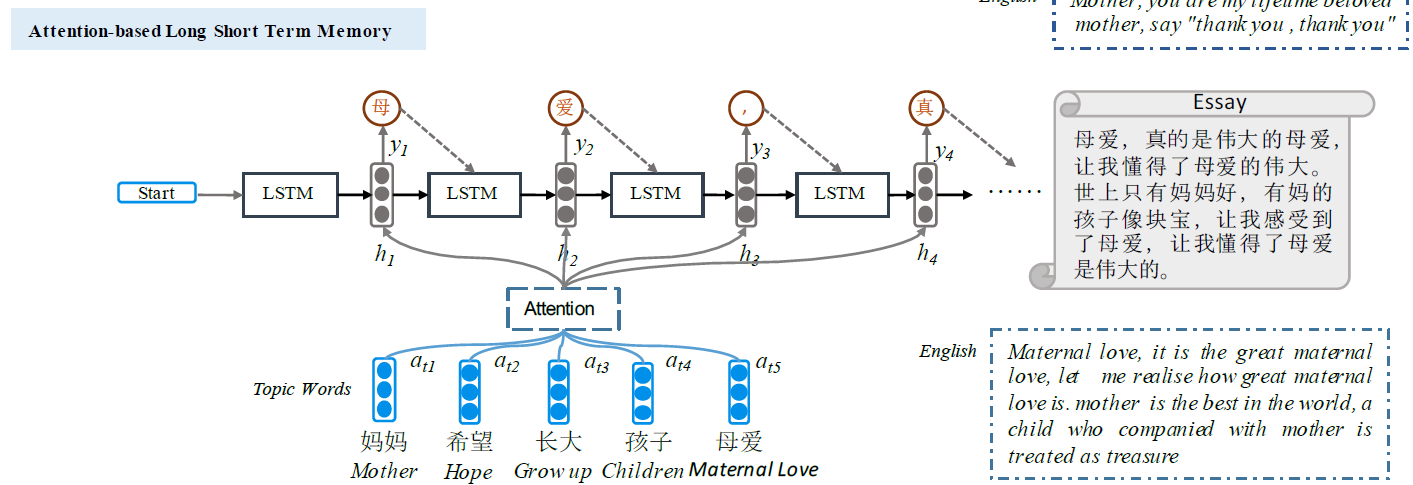 English
Mother, you are my lifetime beloved
mother, say "thank you , thank you"
Attention-based Long Short Term Memory
母
爱
，
真
y1
y2
y3
y4
Start
LSTM
LSTM
LSTM
LSTM
······
h1
h2
h3
h4
Attention
at1
at2
at3
at4
at5
Topic Words
妈妈
希望
长大
孩子
母爱
Mother
Hope
Grow up
Children
Maternal Love
Essay
母爱，真的是伟大的母爱，
让我懂得了母爱的伟大。
世上只有妈妈好，有妈的
孩子像块宝，让我感受到
了母爱，让我懂得了母爱
是伟大的。
English
Maternal love, it is the great maternal
love, let me realise how great maternal
love is. mother is the best in the world, a
child who companied with mother is
treated as treasure